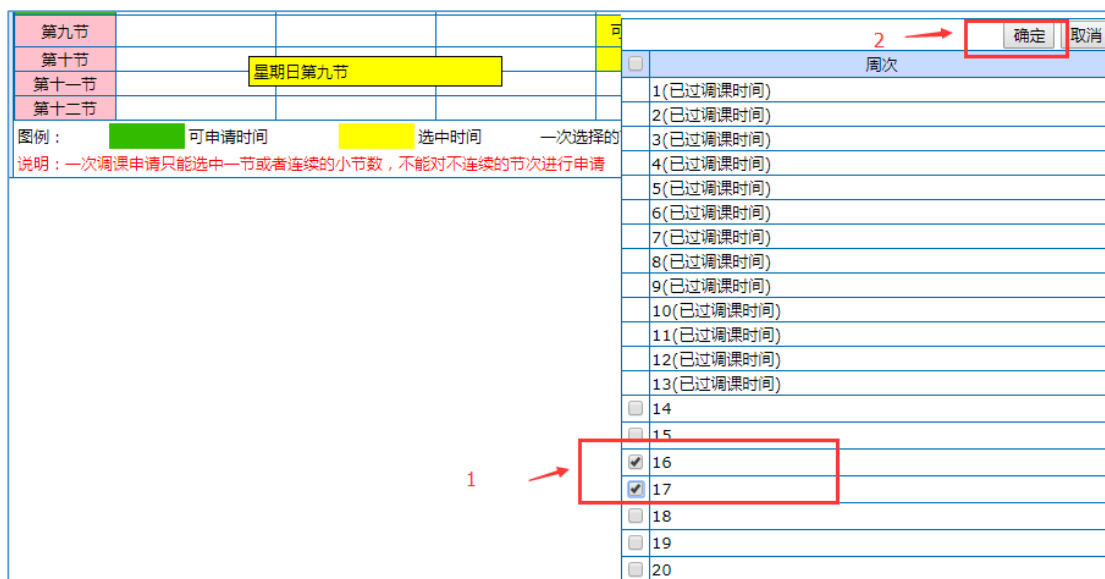 第九节
第十节
星期日第九节
第十一节
第十二节
图例：
可申请时间
选中时间
一次选择的
说明：一次调课申请只能选中一节或者连续的小节数，不能对不连续的节次进行申请
2
确定
取消
周次
1(已过调课时间)
2(已过调课时间)
3(已过调课时间)
4(已过调课时间)
5(已过调课时间)
6(已过调课时间)
7(已过调课时间)
8(已过调课时间)
9(已过调课时间)
10(已过调课时间)
11(已过调课时间)
12(已过调课时间)
13(已过调课时间)
14
15
1
16
17
18
19
20